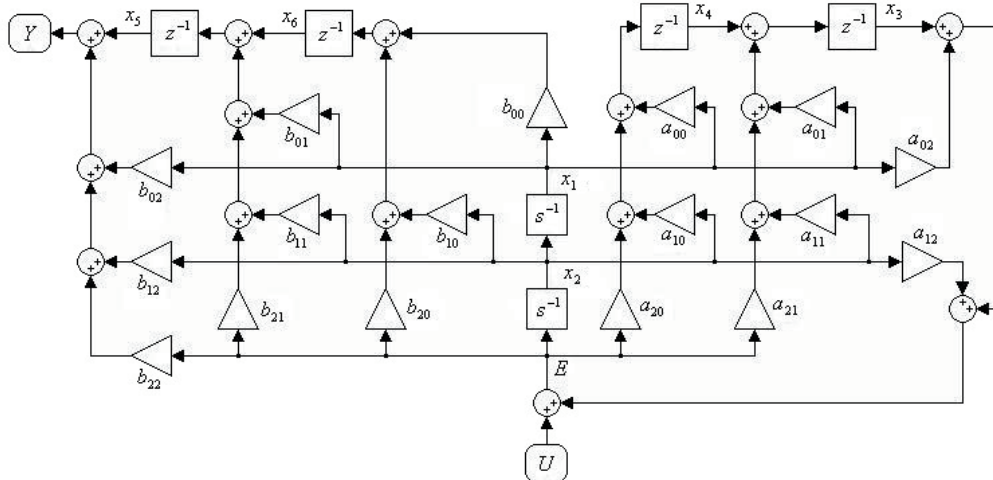 Y x₅ z⁻¹ x₆ z⁻¹ z⁻¹ x₄ z⁻¹ x₃
+ + + + + + + + + +
b₀₁ b₀₀ a₀₀ a₀₁ a₀₂
+ + + + + + + +
b₀₂ x₁
+ +
s⁻¹
b₁₁ b₁₀ a₁₀ a₁₁ a₁₂
+ + + + + + + +
b₁₂ x₂
+ +
s⁻¹
b₂₁ b₂₀ a₂₀ a₂₁
+ +
b₂₂ E
+ +
U